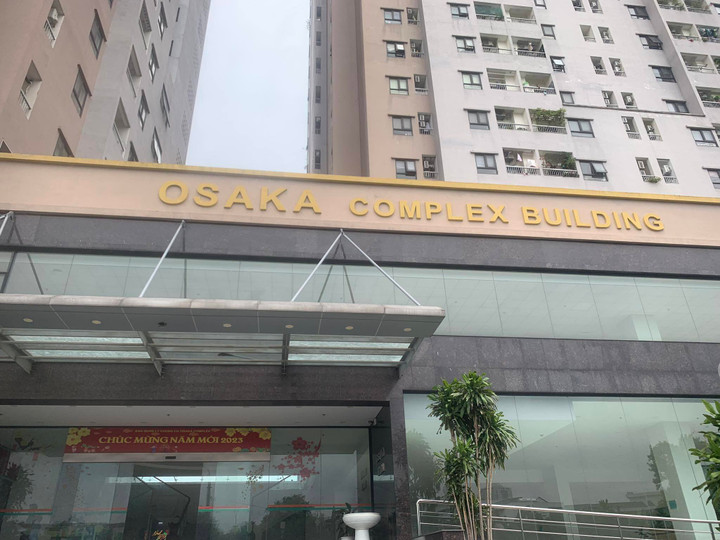 OSAKA COMPLEX BUILDING
CHÚC MỪNG NĂM MỚI 2023